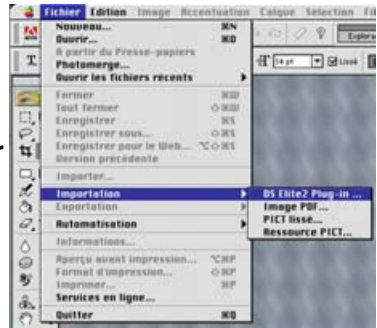 Fichier Edition Image Accentuation Calque Sélection Fil
Nouveau... ⌘N
Ouvrir... ⌘O
A partir du Presse-papiers
Photomerge...
Ouvrir les fichiers récents
Fermer ⌘W
Tout fermer ⇧⌘W
Enregistrer ⌘S
Enregistrer sous... ⇧⌘S
Enregistrer pour le Web... ⌥⇧⌘S
Version précédente
Importer...
Importation
Exportation
Automatisation
Informations...
Aperçu avant impression... ⌥⌘P
Format d'impression... ⇧⌘P
Imprimer... ⌘P
Services en ligne...
Quitter ⌘Q
DS Elite2 Plug-in ...
Image PDF...
PICT lissé...
Ressource PICT...
Explora
T
T 14 pt Lissé